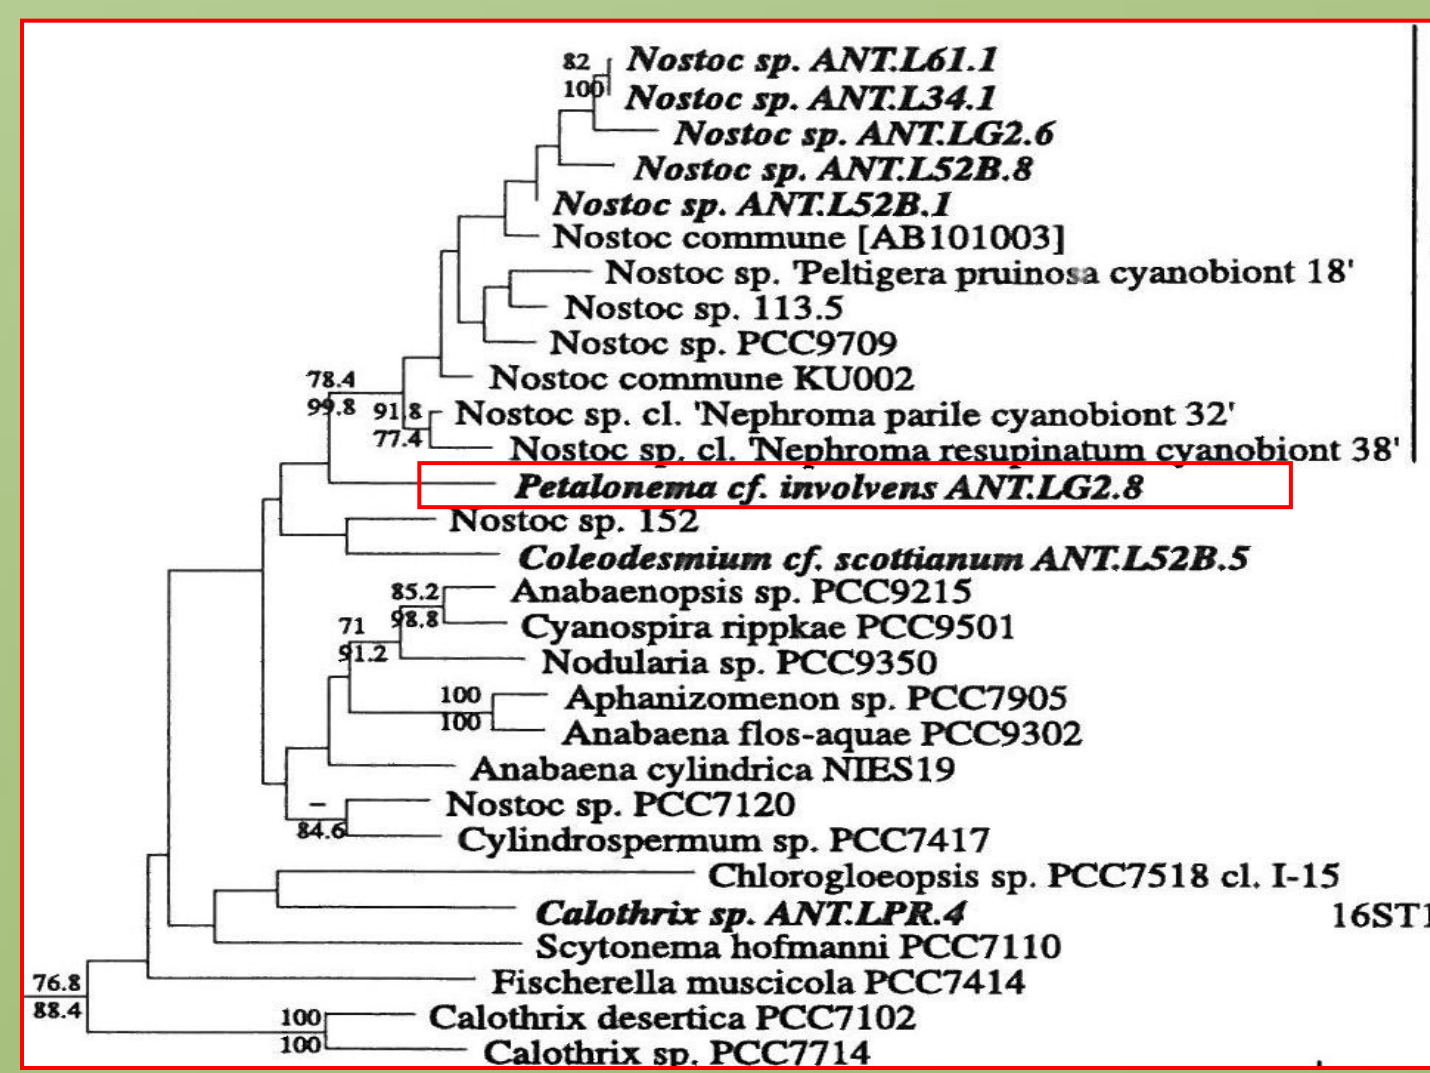 82
100
Nostoc sp. ANT.L61.1
Nostoc sp. ANT.L34.1
Nostoc sp. ANT.LG2.6
Nostoc sp. ANT.L52B.8
Nostoc sp. ANT.L52B.1
Nostoc commune [AB101003]
Nostoc sp. 'Peltigera pruinosa cyanobiont 18'
Nostoc sp. 113.5
Nostoc sp. PCC9709
78.4
99.8
Nostoc commune KU002
91.8
77.4
Nostoc sp. cl. 'Nephroma parile cyanobiont 32'
Nostoc sp. cl. 'Nephroma resupinatum cyanobiont 38'
Petalonema cf. involvens ANT.LG2.8
Nostoc sp. 152
Coleodesmium cf. scottianum ANT.L52B.5
85.2
98.8
Anabaenopsis sp. PCC9215
Cyanospira rippkae PCC9501
71
91.2
Nodularia sp. PCC9350
100
100
Aphanizomenon sp. PCC7905
Anabaena flos-aquae PCC9302
Anabaena cylindrica NIES19
–
84.6
Nostoc sp. PCC7120
Cylindrospermum sp. PCC7417
Chlorogloeopsis sp. PCC7518 cl. I-15
Calothrix sp. ANT.LPR.4
16ST1
Scytonema hofmanni PCC7110
76.8
88.4
Fischerella muscicola PCC7414
100
100
Calothrix desertica PCC7102
Calothrix sp. PCC7714